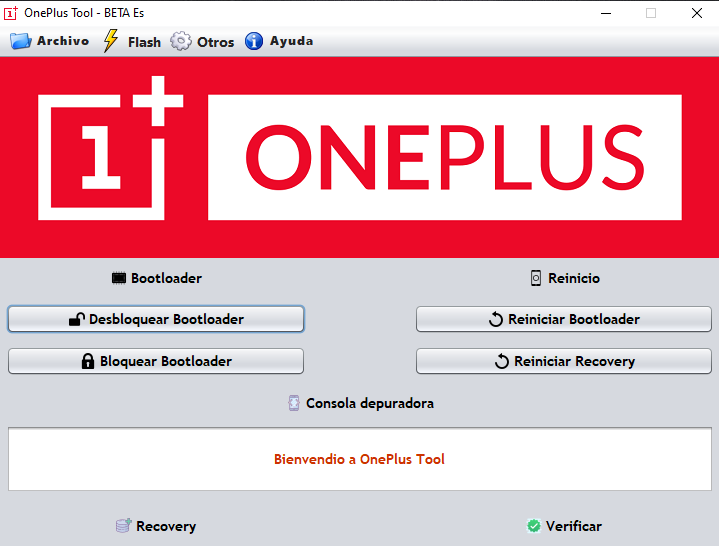 OnePlus Tool - BETA Es
Archivo Flash Otros Ayuda
1+ ONEPLUS
Bootloader Reinicio
Desbloquear Bootloader Reiniciar Bootloader
Bloquear Bootloader Reiniciar Recovery
Consola depuradora
Bienvendio a OnePlus Tool
Recovery Verificar